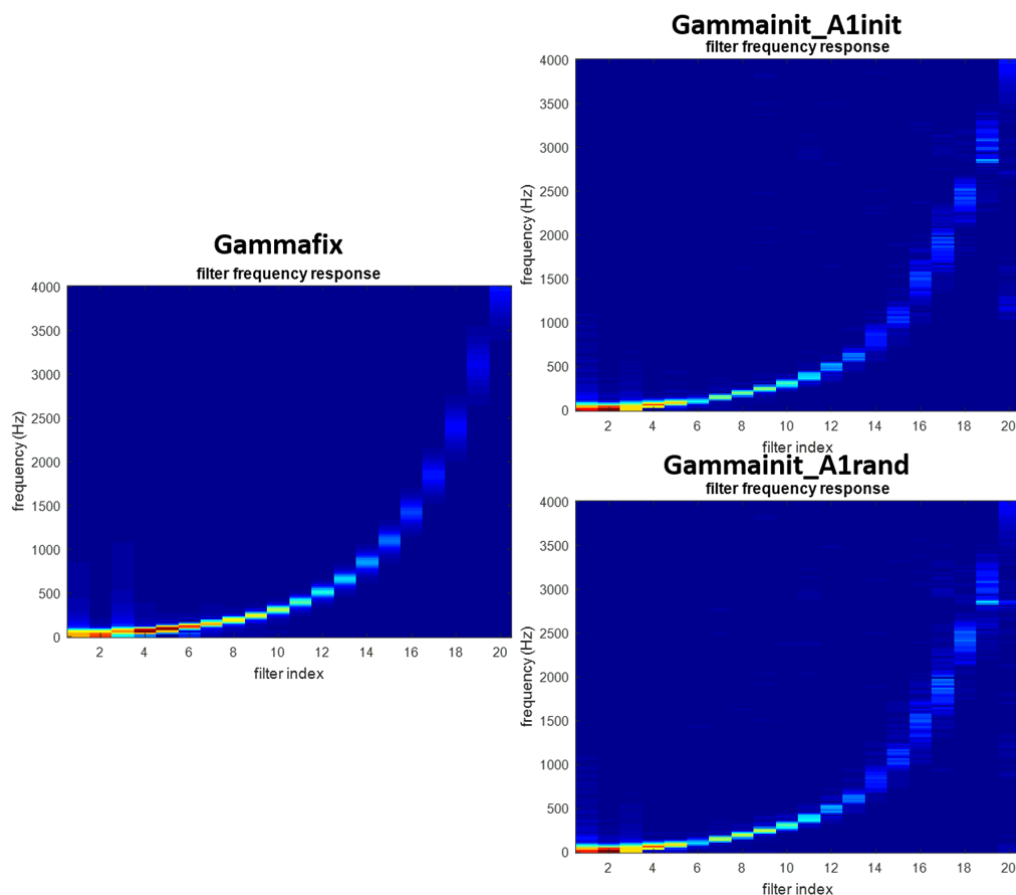 Gammafix
filter frequency response
4000
3500
3000
2500
2000
1500
1000
500
0
frequency (Hz)
2 4 6 8 10 12 14 16 18 20
filter index
Gammainit_A1init
filter frequency response
4000
3500
3000
2500
2000
1500
1000
500
0
frequency (Hz)
2 4 6 8 10 12 14 16 18 20
filter index
Gammainit_A1rand
filter frequency response
4000
3500
3000
2500
2000
1500
1000
500
0
frequency (Hz)
2 4 6 8 10 12 14 16 18 20
filter index